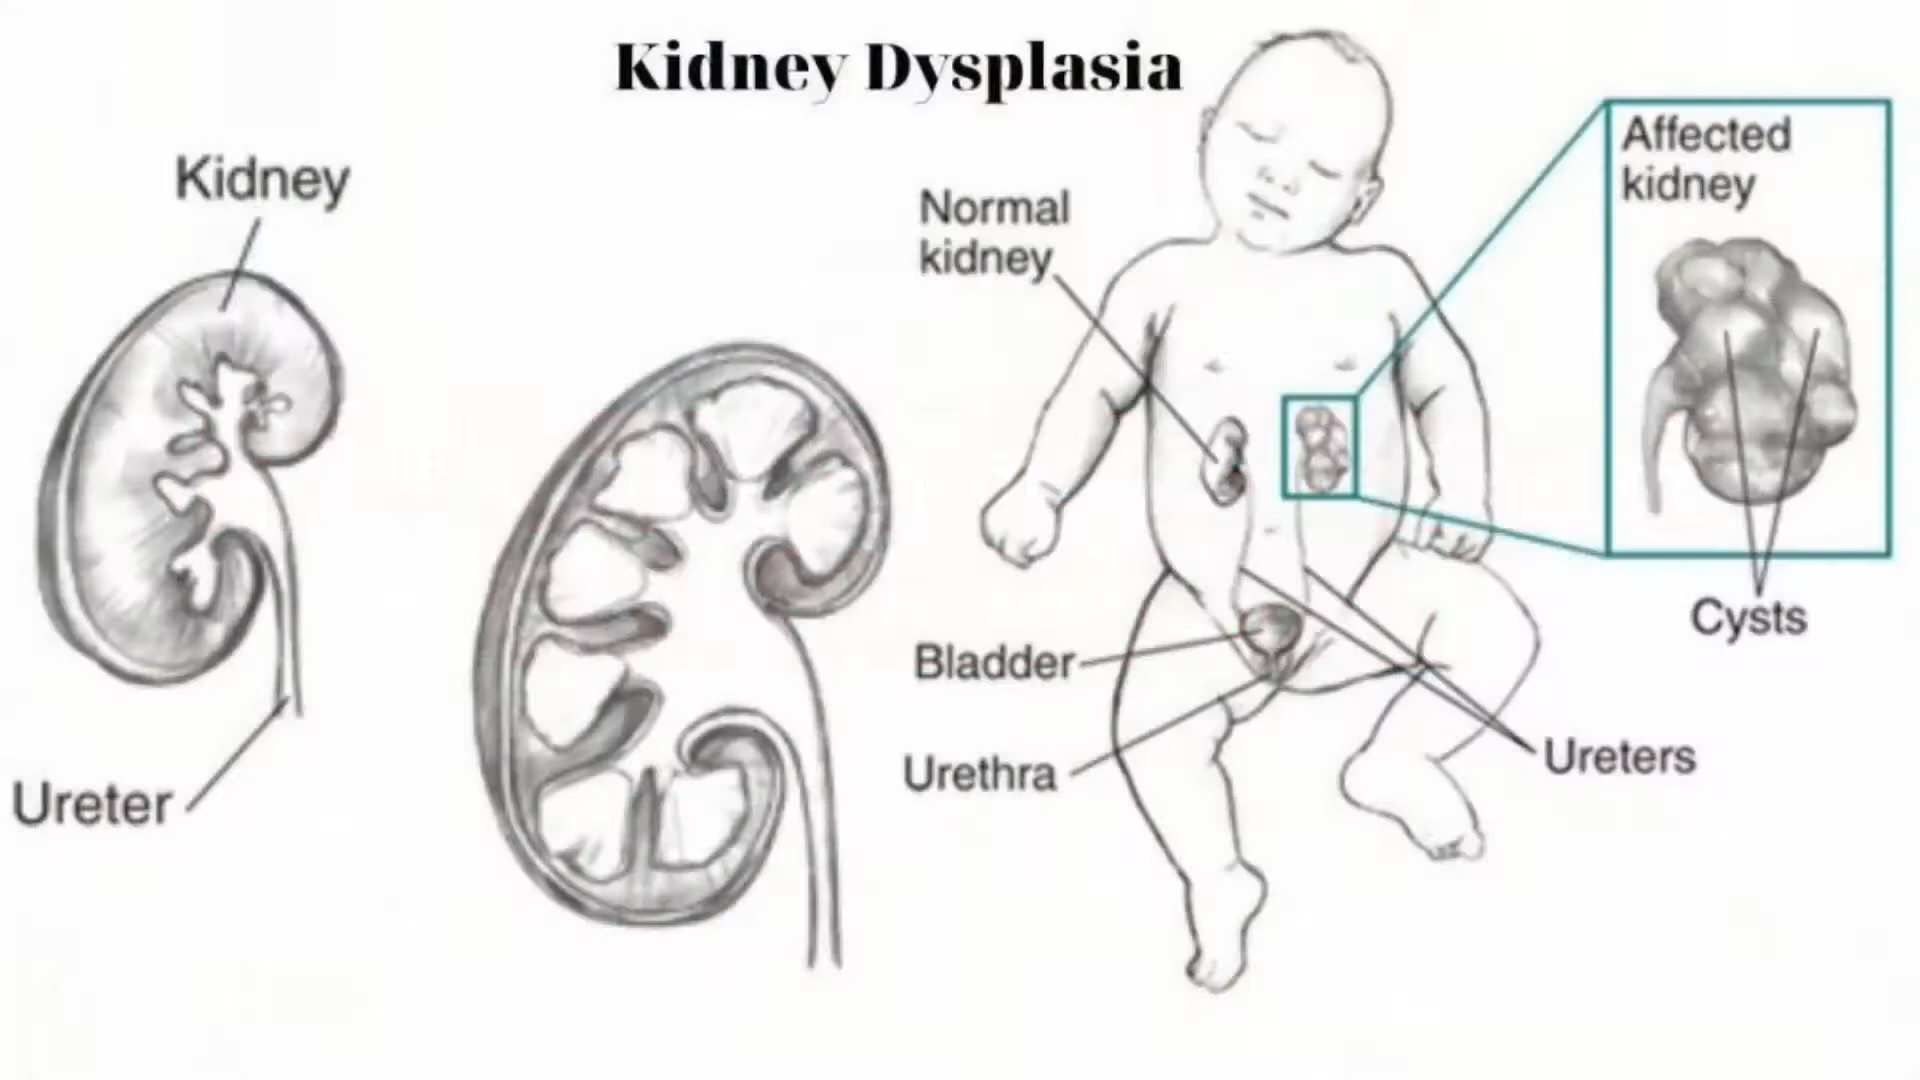 Kidney Dysplasia
Kidney
Ureter
Normal
kidney
Bladder
Urethra
Ureters
Affected
kidney
Cysts